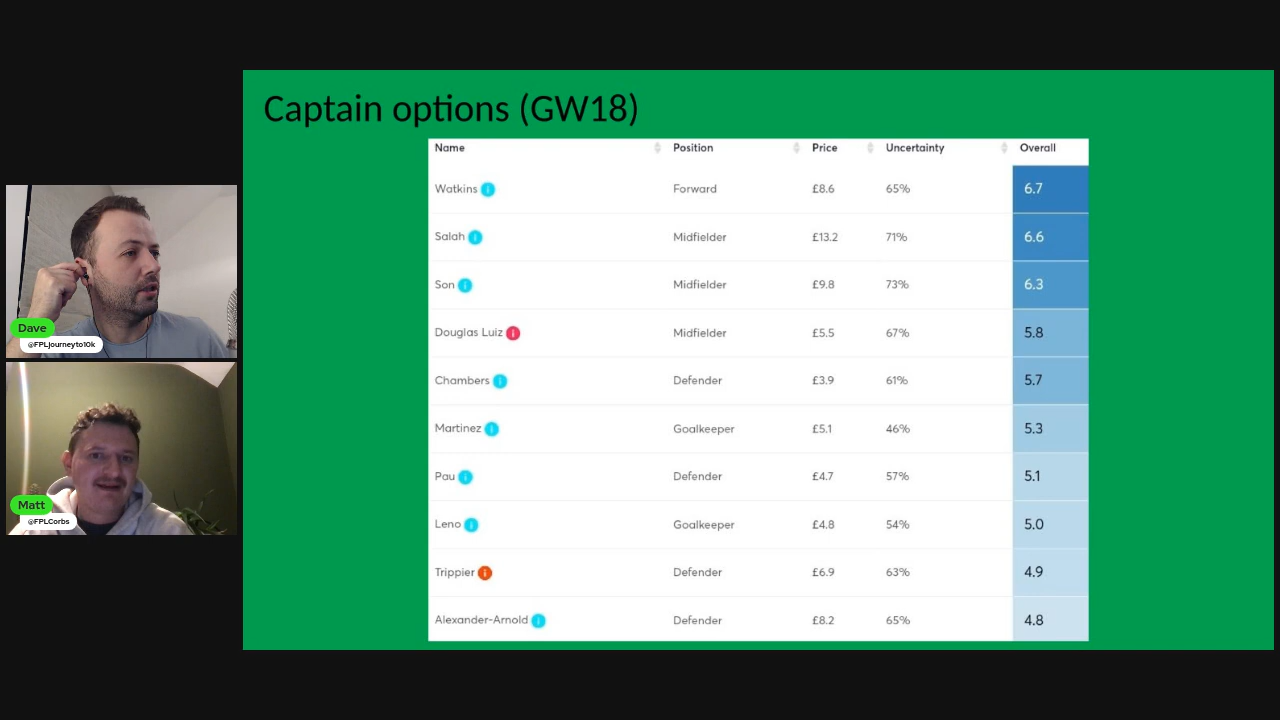 Captain options (GW18)
Name Position Price Uncertainty Overall
Watkins Forward £8.6 65% 6.7
Salah Midfielder £13.2 71% 6.6
Son Midfielder £9.8 73% 6.3
Douglas Luiz Midfielder £5.5 67% 5.8
Chambers Defender £3.9 61% 5.7
Martinez Goalkeeper £5.1 46% 5.3
Pau Defender £4.7 57% 5.1
Leno Goalkeeper £4.8 54% 5.0
Trippier Defender £6.9 63% 4.9
Alexander-Arnold Defender £8.2 65% 4.8
Dave
@FPLjourneyto10k
Matt
@FPLCorbs